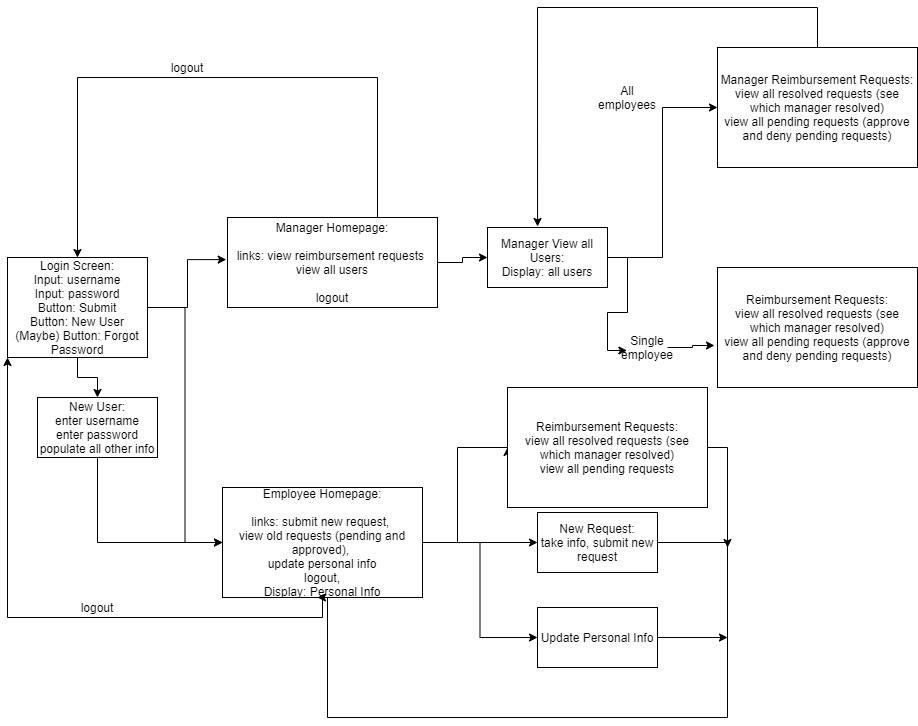 logout
All
employees
Manager Reimbursement Requests:
view all resolved requests (see
which manager resolved)
view all pending requests (approve
and deny pending requests)
Manager Homepage:
links: view reimbursement requests
view all users
logout
Manager View all
Users:
Display: all users
Login Screen:
Input: username
Input: password
Button: Submit
Button: New User
(Maybe) Button: Forgot
Password
Reimbursement Requests:
view all resolved requests (see
which manager resolved)
view all pending requests (approve
and deny pending requests)
Single
employee
New User:
enter username
enter password
populate all other info
Reimbursement Requests:
view all resolved requests (see
which manager resolved)
view all pending requests
Employee Homepage:
links: submit new request,
view old requests (pending and
approved),
update personal info
logout,
Display: Personal Info
New Request:
take info, submit new
request
logout
Update Personal Info